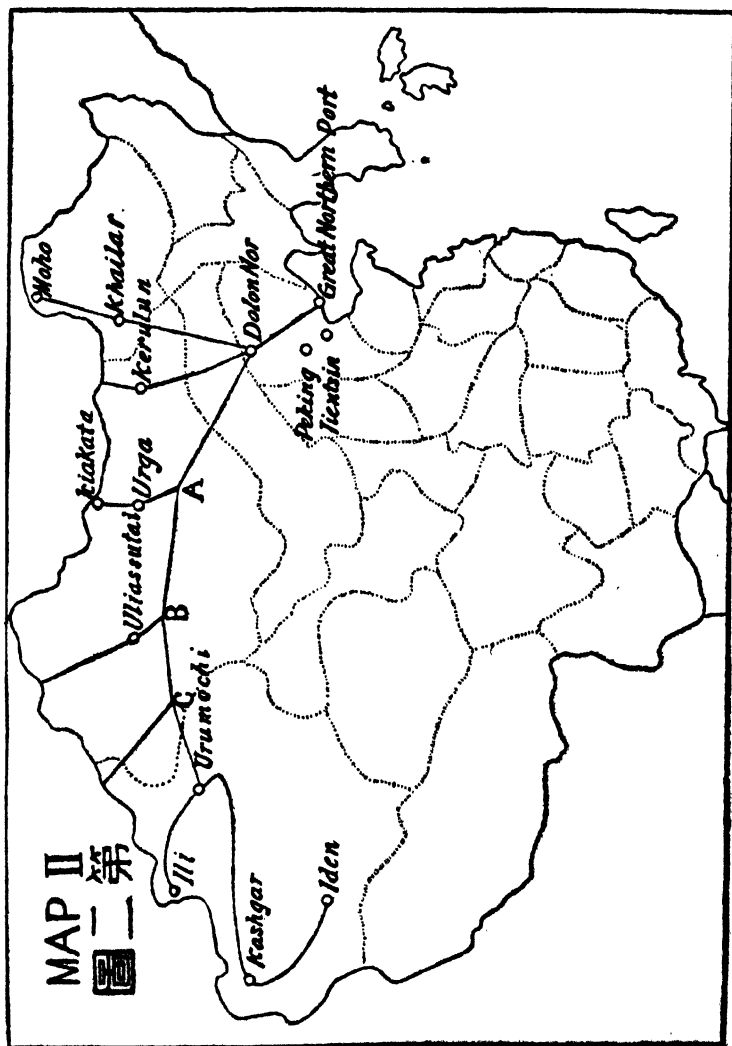 MAP II
第二圖
Moho
Khailar
Kerulun
Kiakata
Urga
Uliassutai
A
B
C
Urumochi
Ili
Kashgar
Iden
Dolon Nor
Great Northern Port
Peking
Tientsin